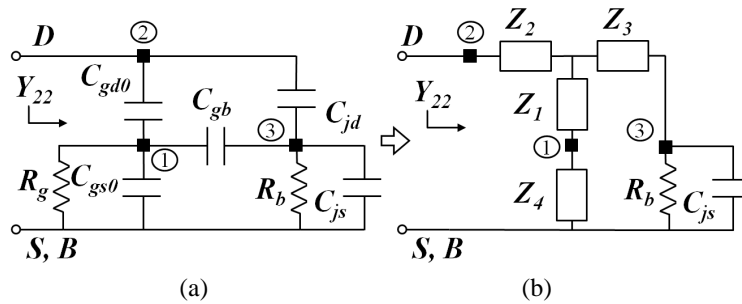 D
②
Y22
Cgd0
Cgb
Cjd
③
①
Rg
Cgs0
Rb
Cjs
S, B
(a)
D
②
Z2
Z3
Y22
Z1
①
③
Z4
Rb
Cjs
S, B
(b)